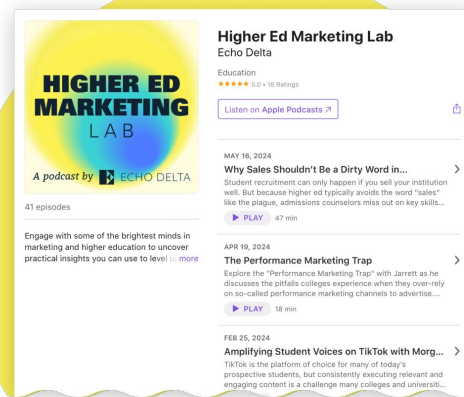 HIGHER ED
MARKETING
LAB
A podcast by ECHO DELTA
41 episodes
Engage with some of the brightest minds in
marketing and higher education to uncover
practical insights you can use to level up more
Higher Ed Marketing Lab
Echo Delta
Education
★★★★★ 5.0 • 16 Ratings
Listen on Apple Podcasts ↗
MAY 16, 2024
Why Sales Shouldn't Be a Dirty Word in...
Student recruitment can only happen if you sell your institution
well. But because higher ed typically avoids the word "sales"
like the plague, admissions counselors miss out on key skills...
PLAY 47 min
APR 19, 2024
The Performance Marketing Trap
Explore the "Performance Marketing Trap" with Jarrett as he
discusses the pitfalls colleges experience when they over-rely
on so-called performance marketing channels to advertise....
PLAY 18 min
FEB 25, 2024
Amplifying Student Voices on TikTok with Morg...
TikTok is the platform of choice for many of today's
prospective students, but consistently executing relevant and
engaging content is a challenge many colleges and universiti...